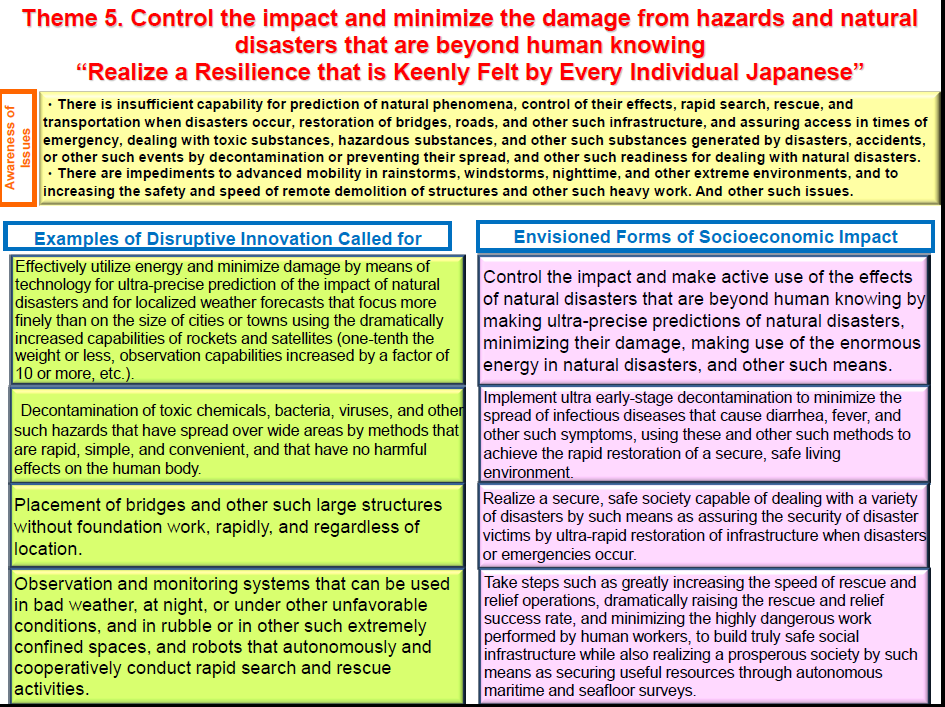 Theme 5. Control the impact and minimize the damage from hazards and natural
disasters that are beyond human knowing
“Realize a Resilience that is Keenly Felt by Every Individual Japanese”
Awareness of
Issues
・There is insufficient capability for prediction of natural phenomena, control of their effects, rapid search, rescue, and
transportation when disasters occur, restoration of bridges, roads, and other such infrastructure, and assuring access in times of
emergency, dealing with toxic substances, hazardous substances, and other such substances generated by disasters, accidents,
or other such events by decontamination or preventing their spread, and other such readiness for dealing with natural disasters.
・There are impediments to advanced mobility in rainstorms, windstorms, nighttime, and other extreme environments, and to
increasing the safety and speed of remote demolition of structures and other such heavy work. And other such issues.
Examples of Disruptive Innovation Called for
Effectively utilize energy and minimize damage by means of
technology for ultra-precise prediction of the impact of natural
disasters and for localized weather forecasts that focus more
finely than on the size of cities or towns using the dramatically
increased capabilities of rockets and satellites (one-tenth the
weight or less, observation capabilities increased by a factor of
10 or more, etc.).
Decontamination of toxic chemicals, bacteria, viruses, and other
such hazards that have spread over wide areas by methods that
are rapid, simple, and convenient, and that have no harmful
effects on the human body.
Placement of bridges and other such large structures
without foundation work, rapidly, and regardless of
location.
Observation and monitoring systems that can be used
in bad weather, at night, or under other unfavorable
conditions, and in rubble or in other such extremely
confined spaces, and robots that autonomously and
cooperatively conduct rapid search and rescue
activities.
Envisioned Forms of Socioeconomic Impact
Control the impact and make active use of the effects
of natural disasters that are beyond human knowing by
making ultra-precise predictions of natural disasters,
minimizing their damage, making use of the enormous
energy in natural disasters, and other such means.
Implement ultra early-stage decontamination to minimize the
spread of infectious diseases that cause diarrhea, fever, and
other such symptoms, using these and other such methods to
achieve the rapid restoration of a secure, safe living
environment.
Realize a secure, safe society capable of dealing with a variety
of disasters by such means as assuring the security of disaster
victims by ultra-rapid restoration of infrastructure when disasters
or emergencies occur.
Take steps such as greatly increasing the speed of rescue and
relief operations, dramatically raising the rescue and relief
success rate, and minimizing the highly dangerous work
performed by human workers, to build truly safe social
infrastructure while also realizing a prosperous society by such
means as securing useful resources through autonomous
maritime and seafloor surveys.